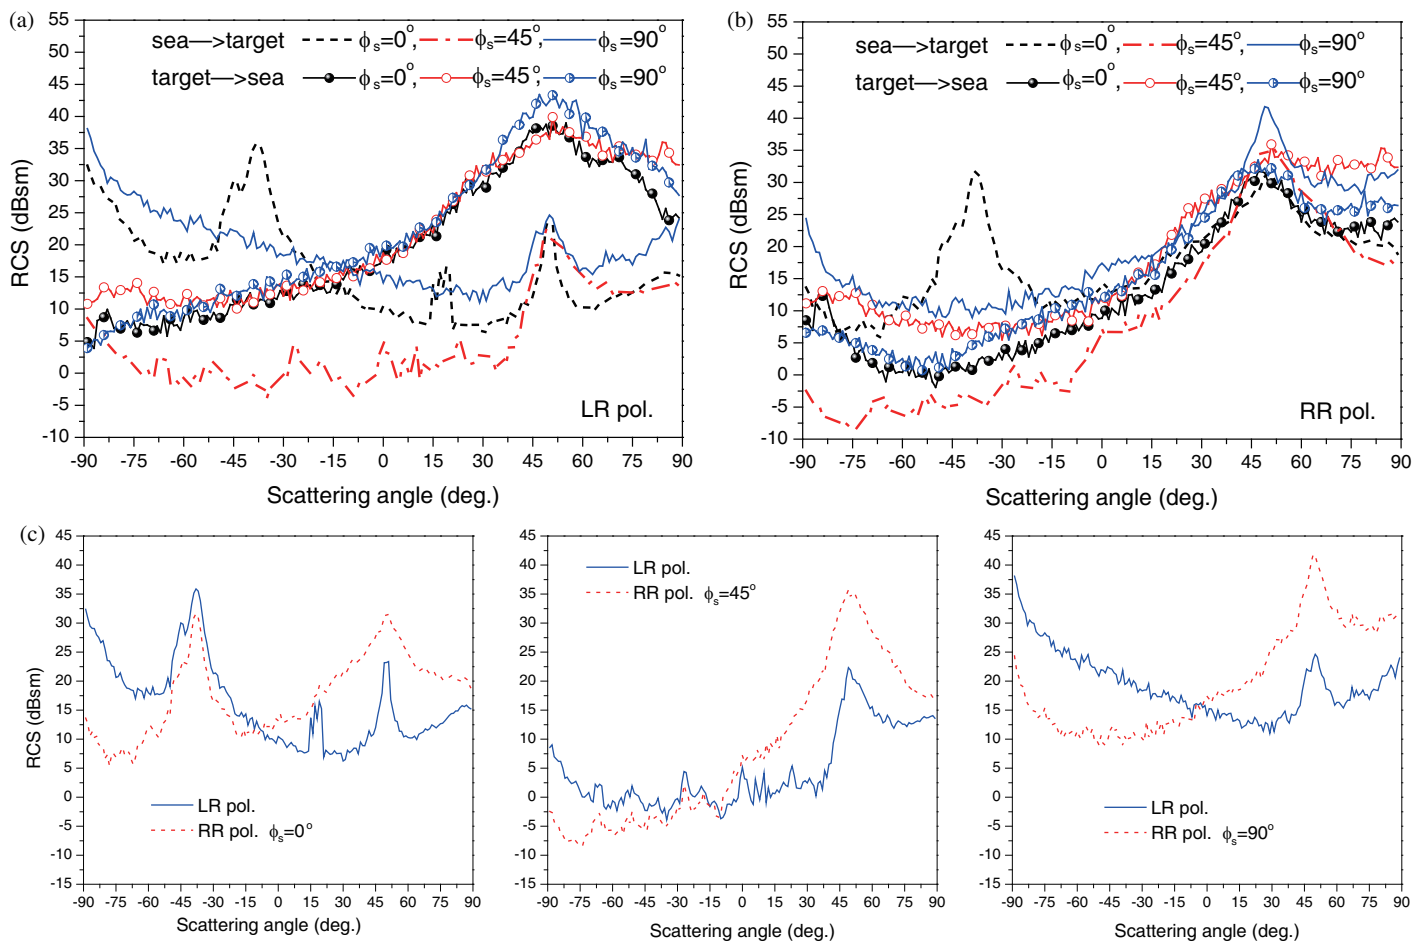 (a)
55
50
45
40
35
30
25
20
15
10
5
0
-5
-10
RCS (dBsm)
sea—>target ϕs=0°, ϕs=45°, ϕs=90°
target—>sea ϕs=0°, ϕs=45°, ϕs=90°
LR pol.
-90 -75 -60 -45 -30 -15 0 15 30 45 60 75 90
Scattering angle (deg.)
(b)
55
50
45
40
35
30
25
20
15
10
5
0
-5
-10
RCS (dBsm)
sea—>target ϕs=0°, ϕs=45°, ϕs=90°
target—>sea ϕs=0°, ϕs=45°, ϕs=90°
RR pol.
-90 -75 -60 -45 -30 -15 0 15 30 45 60 75 90
Scattering angle (deg.)
(c)
45
40
35
30
25
20
15
10
5
0
-5
-10
-15
RCS (dBsm)
LR pol.
RR pol. ϕs=0°
-90 -75 -60 -45 -30 -15 0 15 30 45 60 75 90
Scattering angle (deg.)
45
40
35
30
25
20
15
10
5
0
-5
-10
-15
LR pol.
RR pol. ϕs=45°
-90 -75 -60 -45 -30 -15 0 15 30 45 60 75 90
Scattering angle (deg.)
45
40
35
30
25
20
15
10
5
0
-5
-10
-15
LR pol.
RR pol. ϕs=90°
-90 -75 -60 -45 -30 -15 0 15 30 45 60 75 90
Scattering angle (deg.)